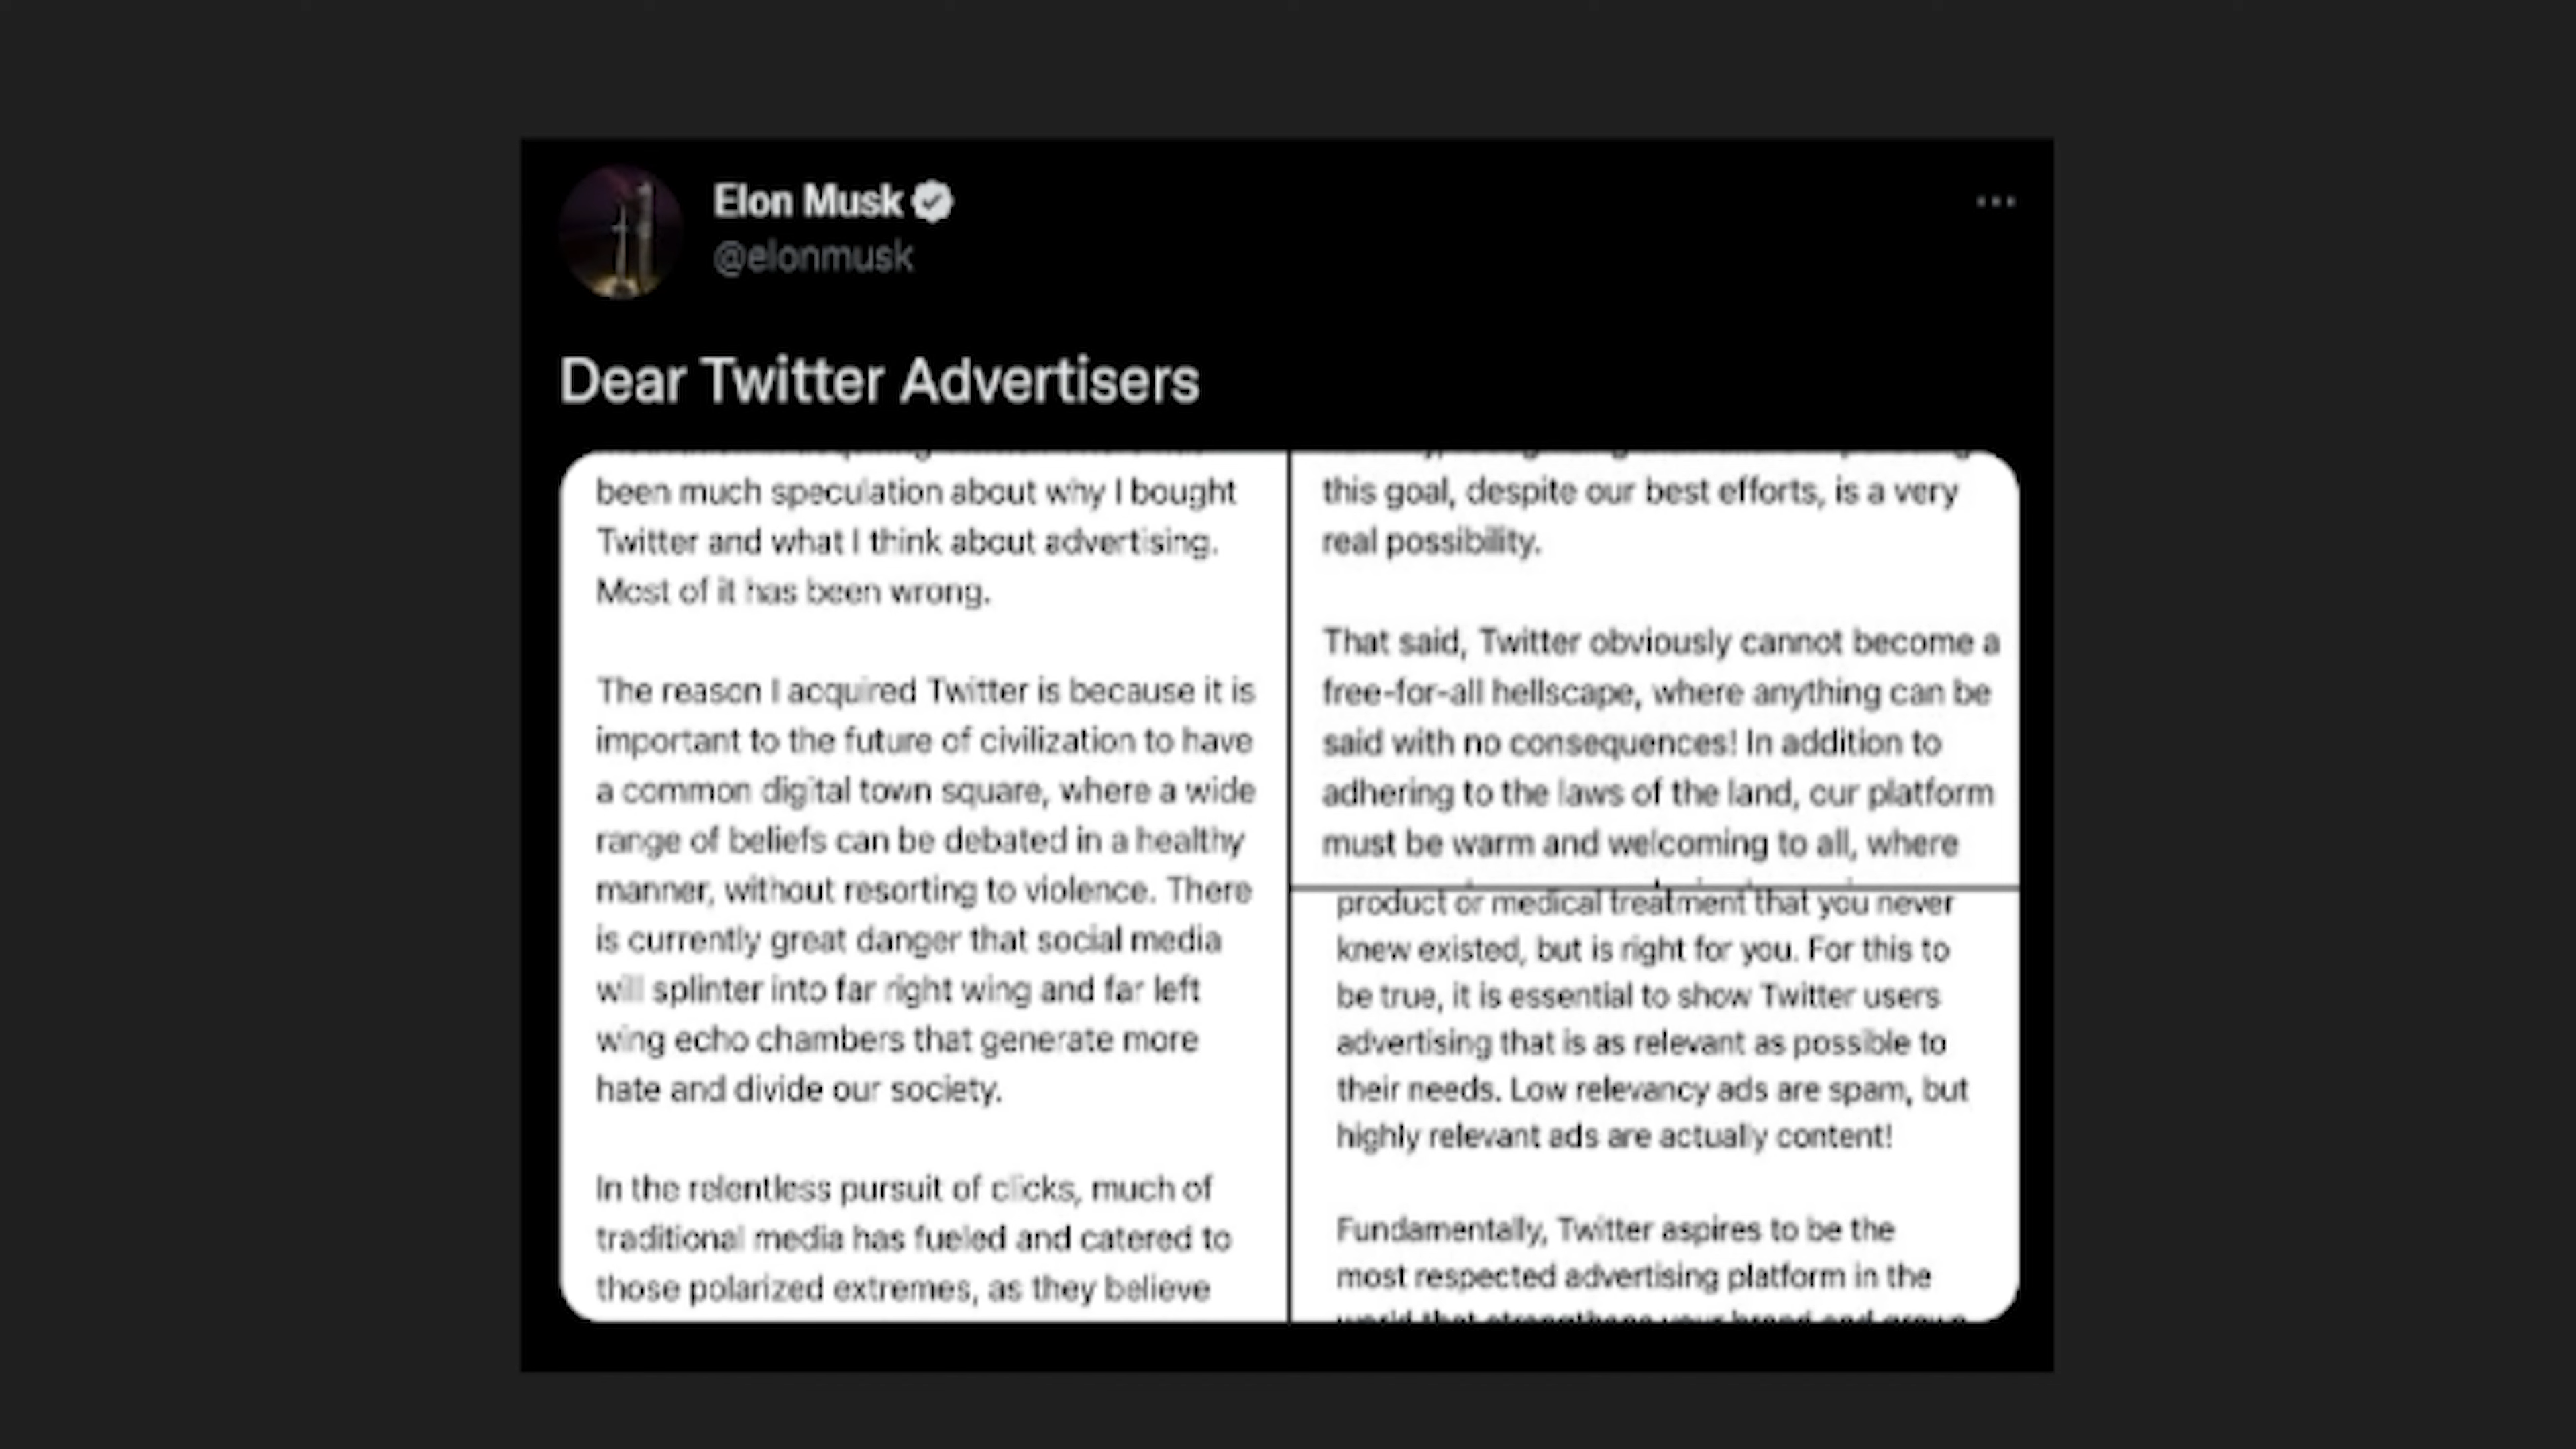 Elon Musk
@elonmusk
Dear Twitter Advertisers
been much speculation about why I bought
Twitter and what I think about advertising.
Most of it has been wrong.
The reason I acquired Twitter is because it is
important to the future of civilization to have
a common digital town square, where a wide
range of beliefs can be debated in a healthy
manner, without resorting to violence. There
is currently great danger that social media
will splinter into far right wing and far left
wing echo chambers that generate more
hate and divide our society.
In the relentless pursuit of clicks, much of
traditional media has fueled and catered to
those polarized extremes, as they believe
this goal, despite our best efforts, is a very
real possibility.
That said, Twitter obviously cannot become a
free-for-all hellscape, where anything can be
said with no consequences! In addition to
adhering to the laws of the land, our platform
must be warm and welcoming to all, where
product or medical treatment that you never
knew existed, but is right for you. For this to
be true, it is essential to show Twitter users
advertising that is as relevant as possible to
their needs. Low relevancy ads are spam, but
highly relevant ads are actually content!
Fundamentally, Twitter aspires to be the
most respected advertising platform in the
world that strengthens your brand and grows